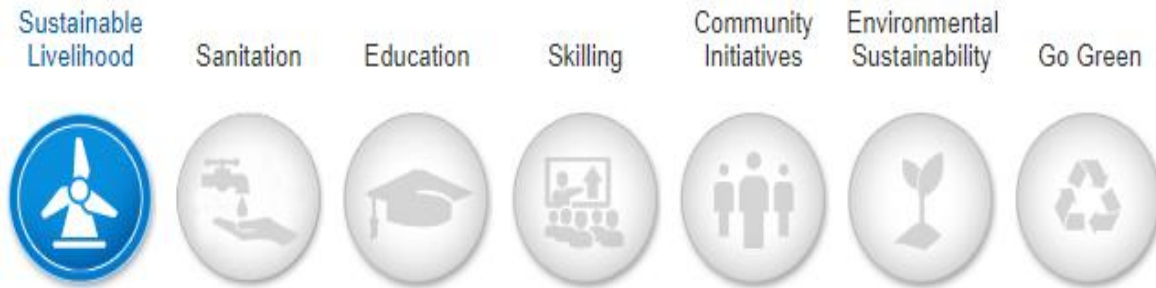 Sustainable
Livelihood
Sanitation
Education
Skilling
Community
Initiatives
Environmental
Sustainability
Go Green